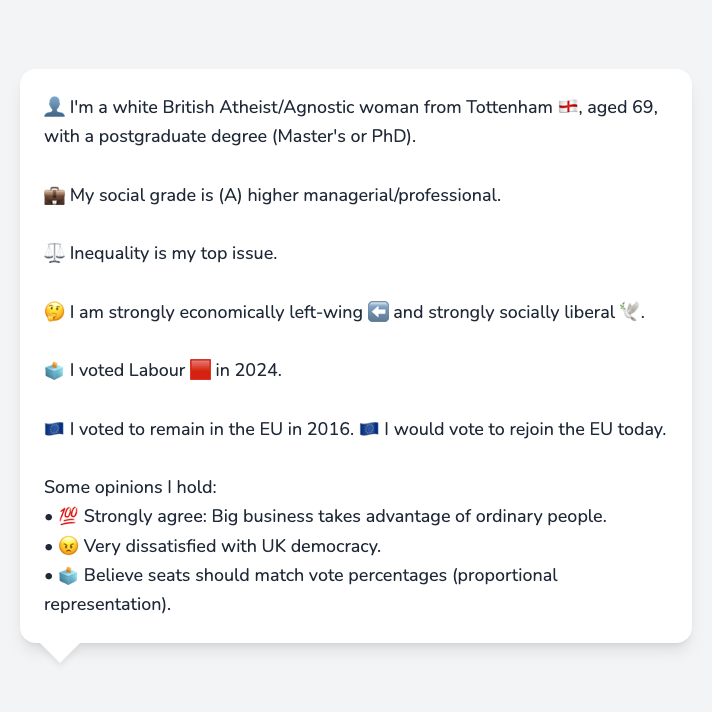 👤 I'm a white British Atheist/Agnostic woman from Tottenham 🏴󠁧󠁢󠁥󠁮󠁧󠁿, aged 69,
with a postgraduate degree (Master's or PhD).
💼 My social grade is (A) higher managerial/professional.
⚖️ Inequality is my top issue.
🤔 I am strongly economically left-wing ⬅️ and strongly socially liberal 🕊️.
🗳️ I voted Labour 🟥 in 2024.
🇪🇺 I voted to remain in the EU in 2016. 🇪🇺 I would vote to rejoin the EU today.
Some opinions I hold:
• 💯 Strongly agree: Big business takes advantage of ordinary people.
• 😠 Very dissatisfied with UK democracy.
• 🗳️ Believe seats should match vote percentages (proportional
representation).